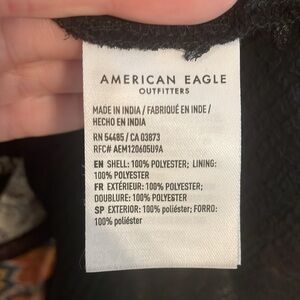 AMERICAN EAGLE
OUTFITTERS
MADE IN INDIA / FABRIQUÉ EN INDE /
HECHO EN INDIA
RN 54485 / CA 03873
RFC# AEM120605U9A
EN SHELL: 100% POLYESTER; LINING:
100% POLYESTER
FR EXTÉRIEUR: 100% POLYESTER;
DOUBLURE: 100% POLYESTER
SP EXTERIOR: 100% poliéster; FORRO:
100% poliéster